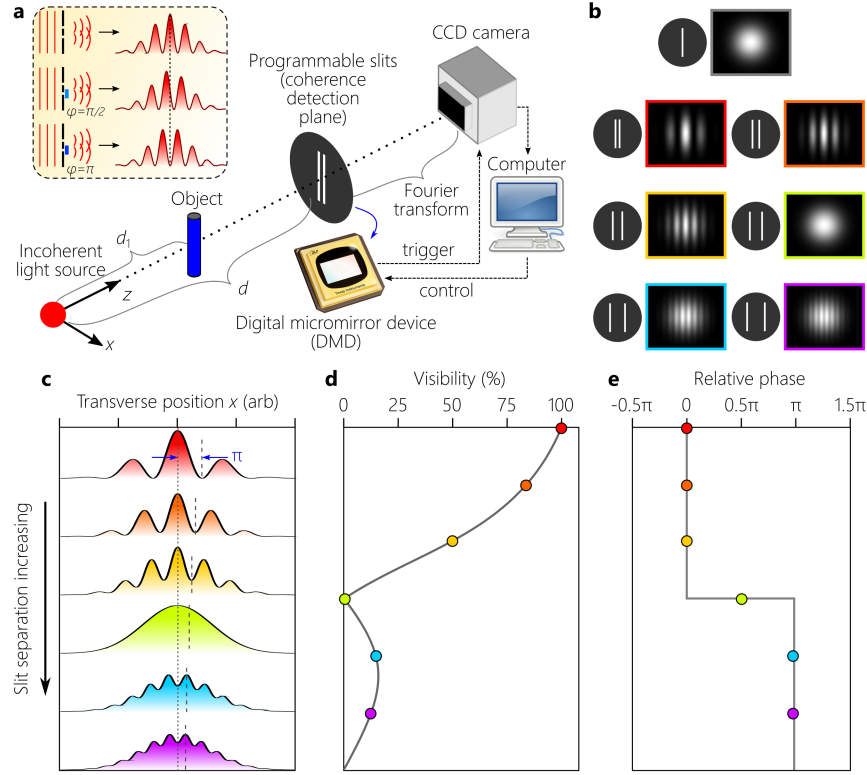 a
φ=π/2
φ=π
Programmable slits
(coherence
detection
plane)
CCD camera
Computer
Fourier
transform
Object
Incoherent
light source
d₁
d
z
x
trigger
control
Digital micromirror device
(DMD)
b
c
Transverse position x (arb)
π
Slit separation increasing
d
Visibility (%)
0 25 50 75 100
e
Relative phase
-0.5π 0 0.5π π 1.5π